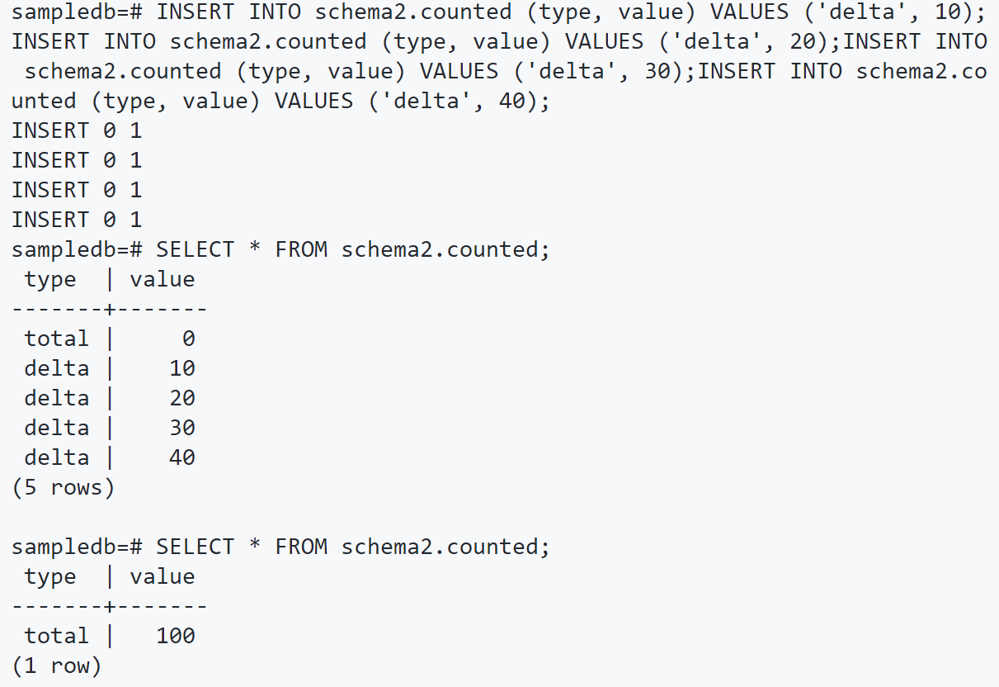 sampledb=# INSERT INTO schema2.counted (type, value) VALUES ('delta', 10);
INSERT INTO schema2.counted (type, value) VALUES ('delta', 20);INSERT INTO
 schema2.counted (type, value) VALUES ('delta', 30);INSERT INTO schema2.co
unted (type, value) VALUES ('delta', 40);
INSERT 0 1
INSERT 0 1
INSERT 0 1
INSERT 0 1
sampledb=# SELECT * FROM schema2.counted;
 type  | value
-------+-------
 total |     0
 delta |    10
 delta |    20
 delta |    30
 delta |    40
(5 rows)

sampledb=# SELECT * FROM schema2.counted;
 type  | value
-------+-------
 total |   100
(1 row)